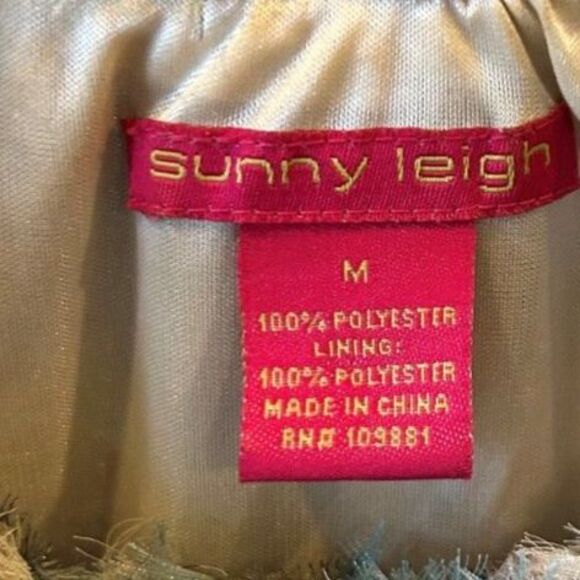 sunny leigh
M
100% POLYESTER
LINING:
100% POLYESTER
MADE IN CHINA
RN# 109881